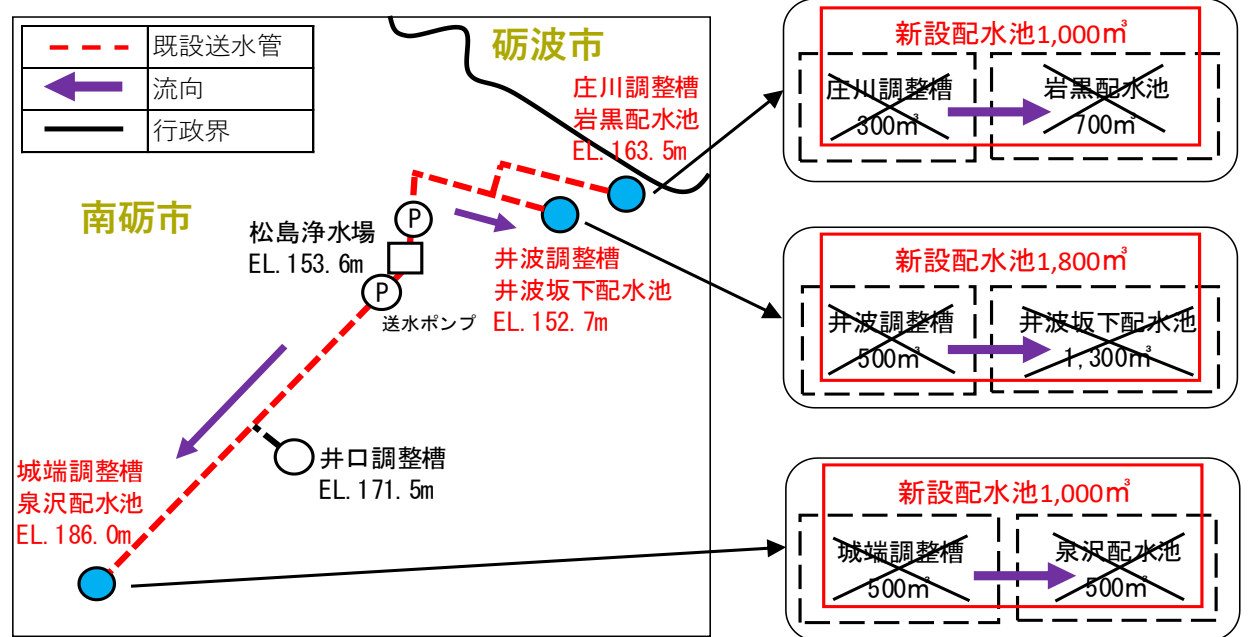 既設送水管
流向
行政界
砺波市
南砺市
庄川調整槽
岩黒配水池
EL.163.5m
P
松島浄水場
EL.153.6m
P
送水ポンプ
井波調整槽
井波坂下配水池
EL.152.7m
井口調整槽
EL.171.5m
城端調整槽
泉沢配水池
EL.186.0m
新設配水池1,000㎥
庄川調整槽
300㎥
岩黒配水池
700㎥
新設配水池1,800㎥
井波調整槽
500㎥
井波坂下配水池
1,300㎥
新設配水池1,000㎥
城端調整槽
500㎥
泉沢配水池
500㎥